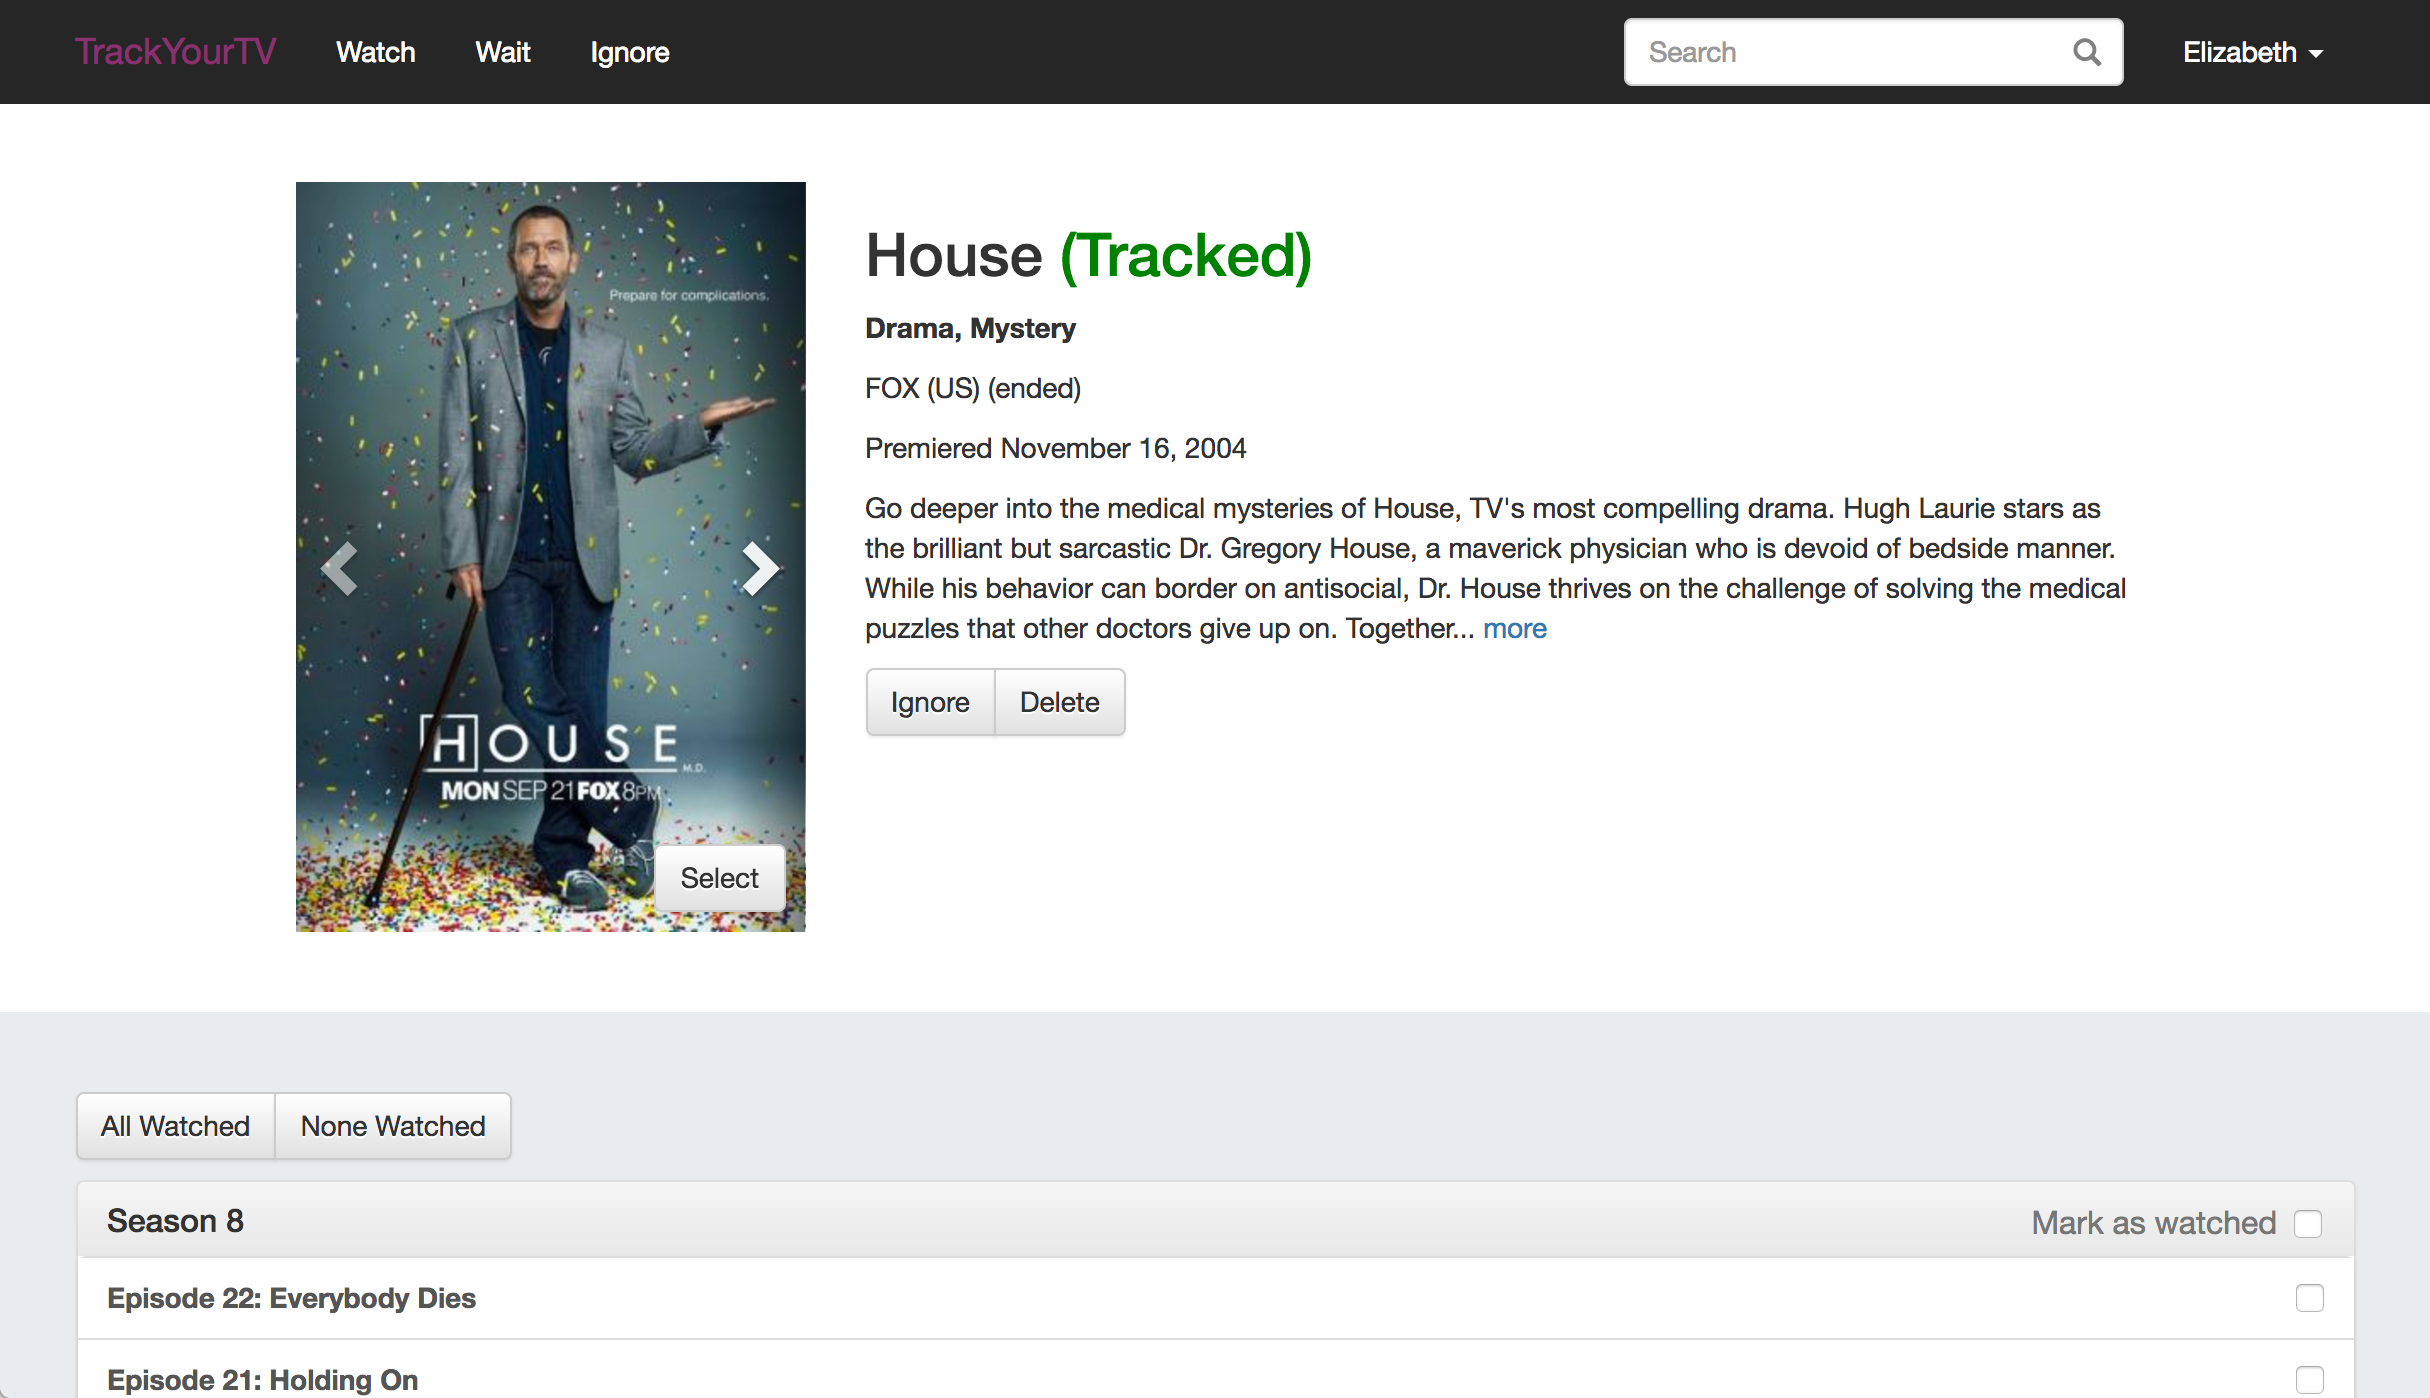 TrackYourTV Watch Wait Ignore Search Elizabeth
Prepare for complications.
HOUSE M.D.
MON SEP 21 FOX 8PM
Select
House (Tracked)
Drama, Mystery
FOX (US) (ended)
Premiered November 16, 2004
Go deeper into the medical mysteries of House, TV's most compelling drama. Hugh Laurie stars as
the brilliant but sarcastic Dr. Gregory House, a maverick physician who is devoid of bedside manner.
While his behavior can border on antisocial, Dr. House thrives on the challenge of solving the medical
puzzles that other doctors give up on. Together... more
Ignore Delete
All Watched None Watched
Season 8 Mark as watched
Episode 22: Everybody Dies
Episode 21: Holding On